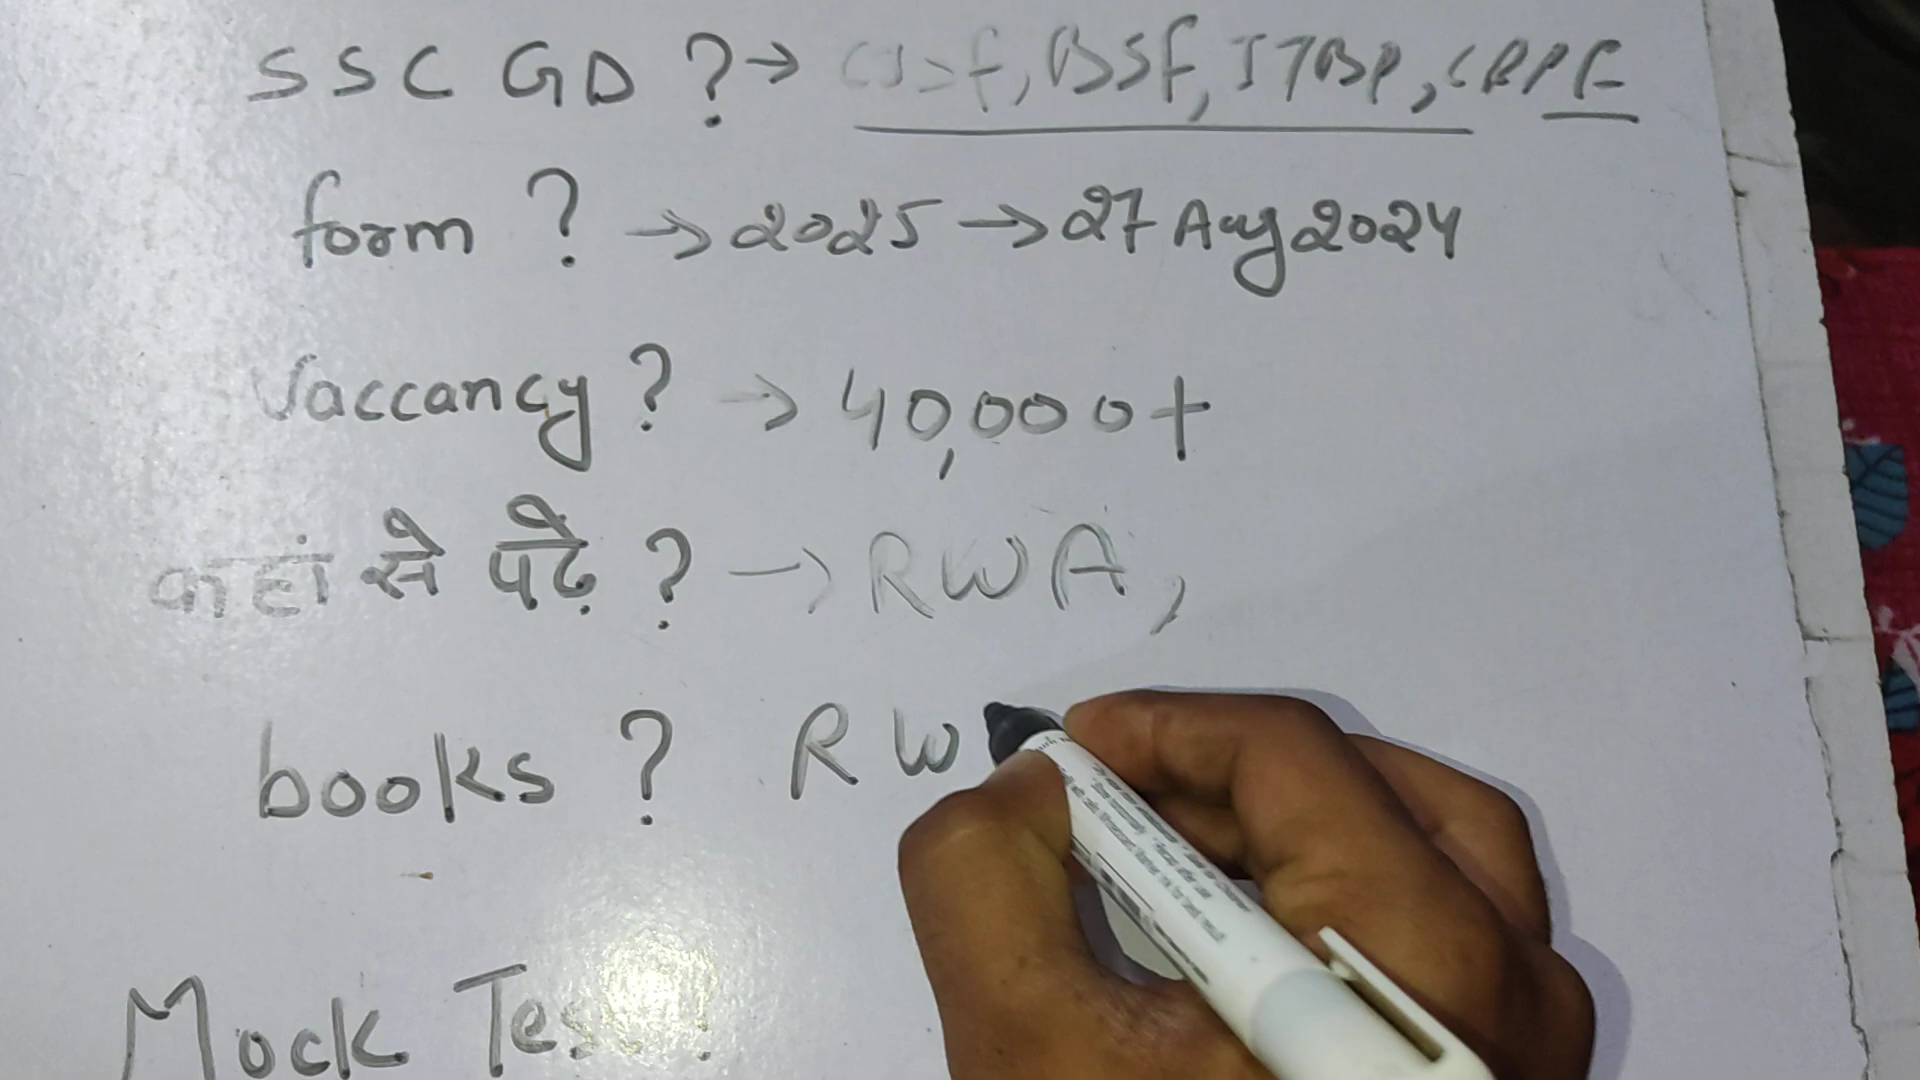 SSC GD ? → CISF, BSF, ITBP, CRPF
form ? → 2025 → 27 Aug 2024
Vaccancy ? → 40,000+
कहां से पढे़ ? → RWA,
books ? RW
Mock Test ?